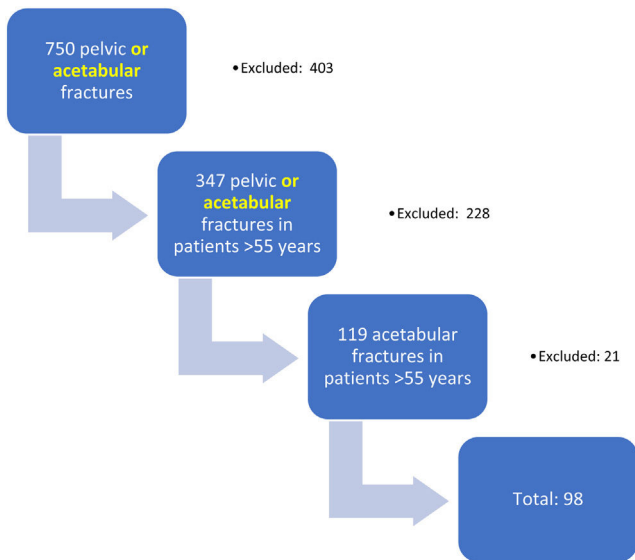 750 pelvic or
acetabular
fractures
• Excluded: 403
347 pelvic or
acetabular
fractures in
patients >55 years
• Excluded: 228
119 acetabular
fractures in
patients >55 years
• Excluded: 21
Total: 98